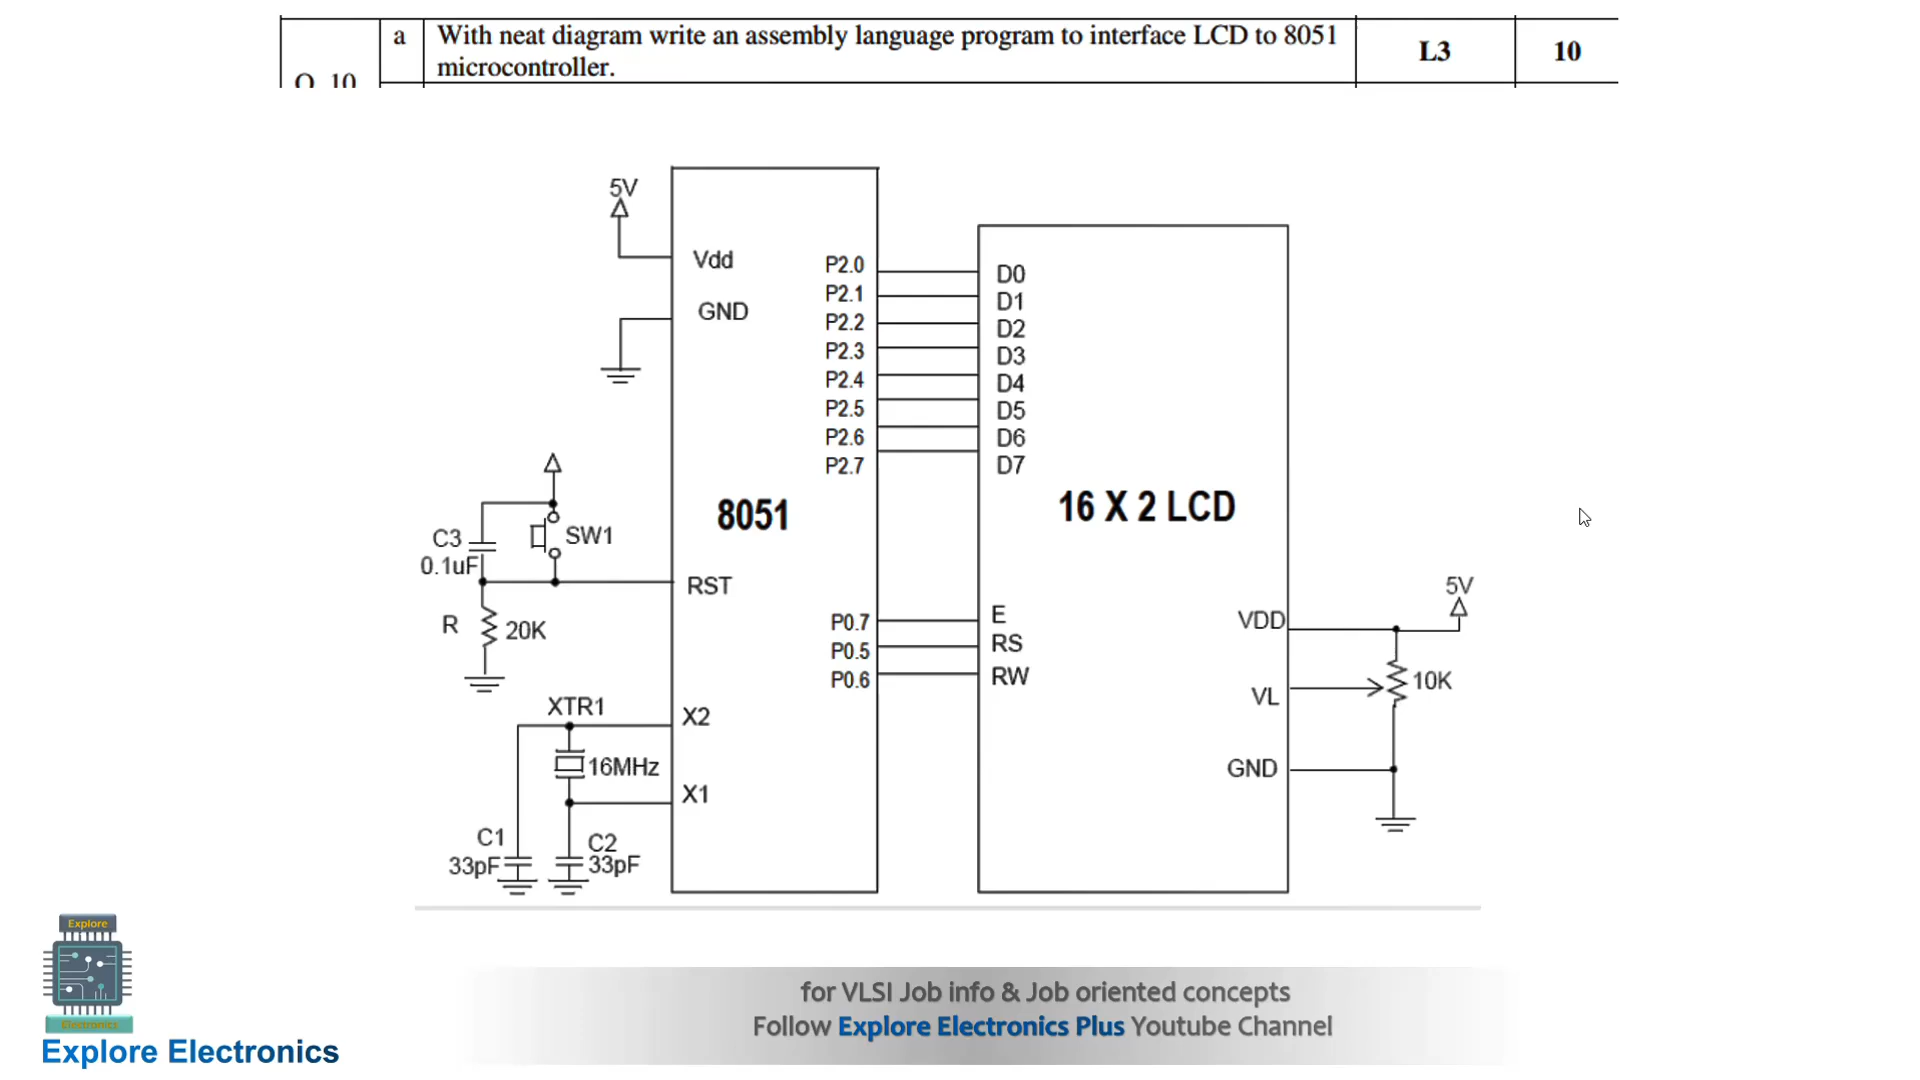 a With neat diagram write an assembly language program to interface LCD to 8051 L3 10
microcontroller.
5V
Vdd
GND
P2.0
P2.1
P2.2
P2.3
P2.4
P2.5
P2.6
P2.7
D0
D1
D2
D3
D4
D5
D6
D7
8051
16 X 2 LCD
C3
0.1uF
SW1
RST
R
20K
P0.7
P0.5
P0.6
E
RS
RW
VDD
VL
GND
5V
10K
XTR1
X2
16MHz
X1
C1
33pF
C2
33pF
Explore
Electronics
Explore Electronics
for VLSI Job info & Job oriented concepts
Follow Explore Electronics Plus Youtube Channel